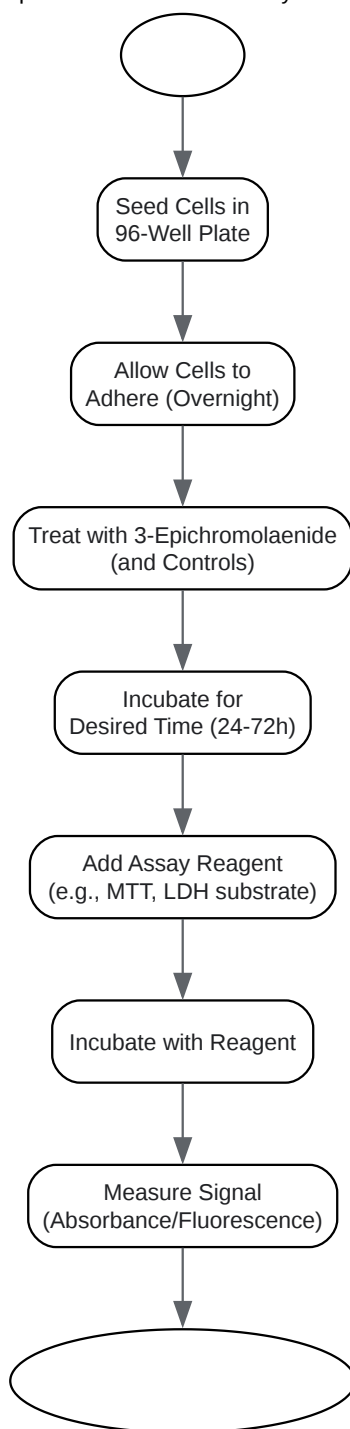 Seed Cells in
96-Well Plate
Allow Cells to
Adhere (Overnight)
Treat with 3-Epichromolaenide
(and Controls)
Incubate for
Desired Time (24-72h)
Add Assay Reagent
(e.g., MTT, LDH substrate)
Incubate with Reagent
Measure Signal
(Absorbance/Fluorescence)